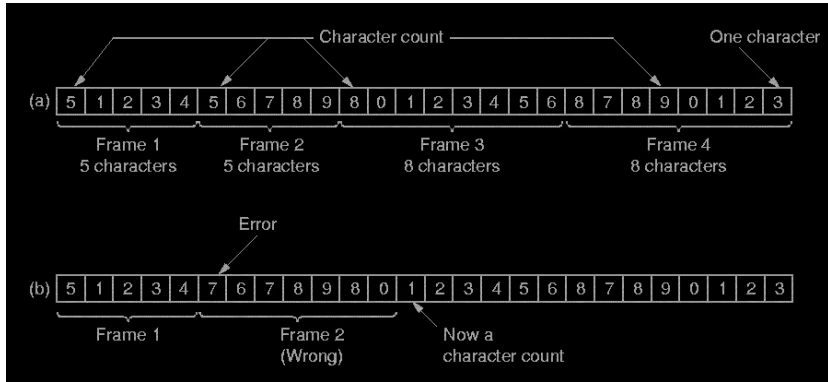 Character count
One character
(a) 5 1 2 3 4 5 6 7 8 9 8 0 1 2 3 4 5 6 8 7 8 9 0 1 2 3
Frame 1
5 characters
Frame 2
5 characters
Frame 3
8 characters
Frame 4
8 characters
Error
(b) 5 1 2 3 4 7 6 7 8 9 8 0 1 2 3 4 5 6 8 7 8 9 0 1 2 3
Frame 1
Frame 2
(Wrong)
Now a
character count